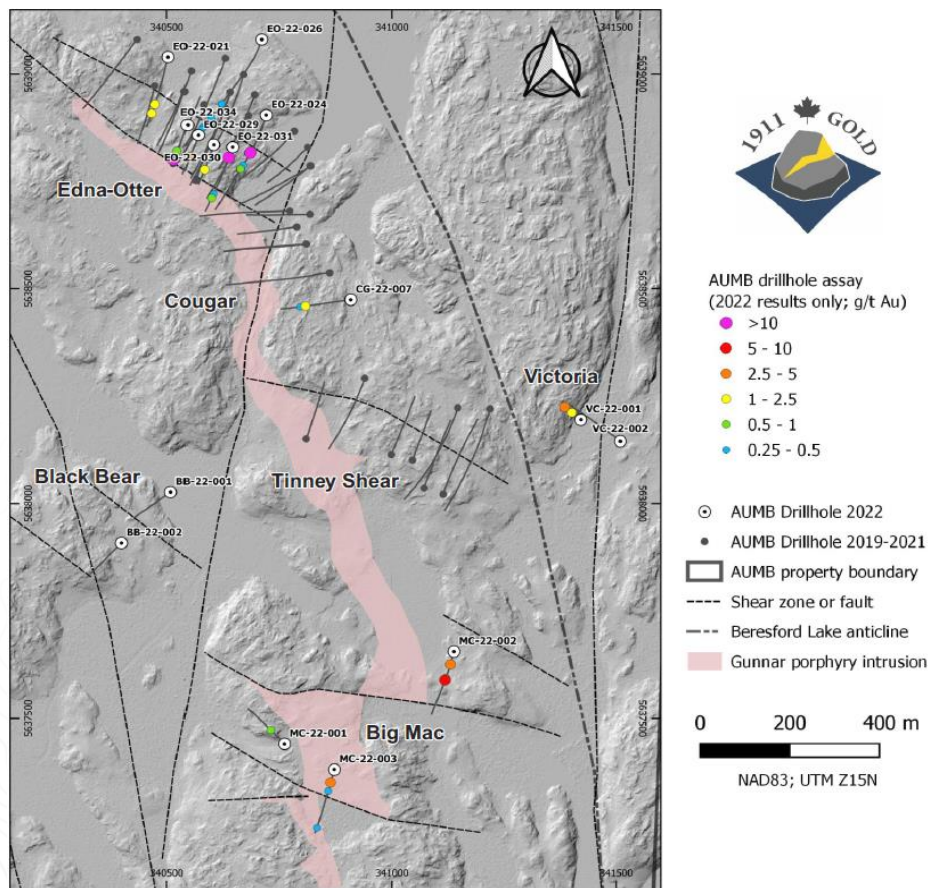 340500
341000
341500
5639000
5639000
EO-22-026
EO-22-021
EO-22-024
EO-22-034
EO-22-029
EO-22-031
EO-22-030
Edna-Otter
5638500
5638500
Cougar
CG-22-007
Victoria
VC-22-001
VC-22-002
Black Bear
BB-22-001
Tinney Shear
5638000
5638000
BB-22-002
MC-22-002
5637500
5637500
Big Mac
MC-22-001
MC-22-003
340500
341000
341500
1911 GOLD
AUMB drillhole assay
(2022 results only; g/t Au)
>10
5 - 10
2.5 - 5
1 - 2.5
0.5 - 1
0.25 - 0.5
AUMB Drillhole 2022
AUMB Drillhole 2019-2021
AUMB property boundary
Shear zone or fault
Beresford Lake anticline
Gunnar porphyry intrusion
0 200 400 m
NAD83; UTM Z15N